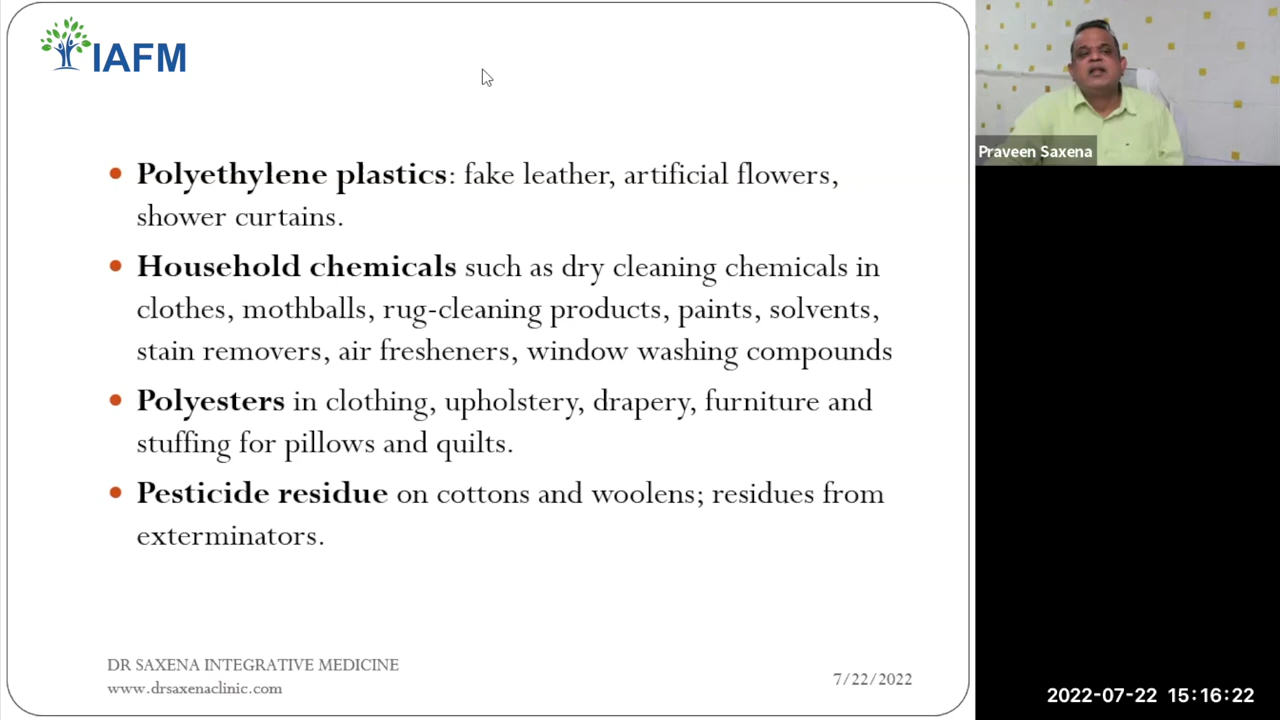 IAFM
Polyethylene plastics: fake leather, artificial flowers,
shower curtains.
Household chemicals such as dry cleaning chemicals in
clothes, mothballs, rug-cleaning products, paints, solvents,
stain removers, air fresheners, window washing compounds
Polyesters in clothing, upholstery, drapery, furniture and
stuffing for pillows and quilts.
Pesticide residue on cottons and woolens; residues from
exterminators.
DR SAXENA INTEGRATIVE MEDICINE
www.drsaxenaclinic.com
7/22/2022
Praveen Saxena
2022-07-22 15:16:22